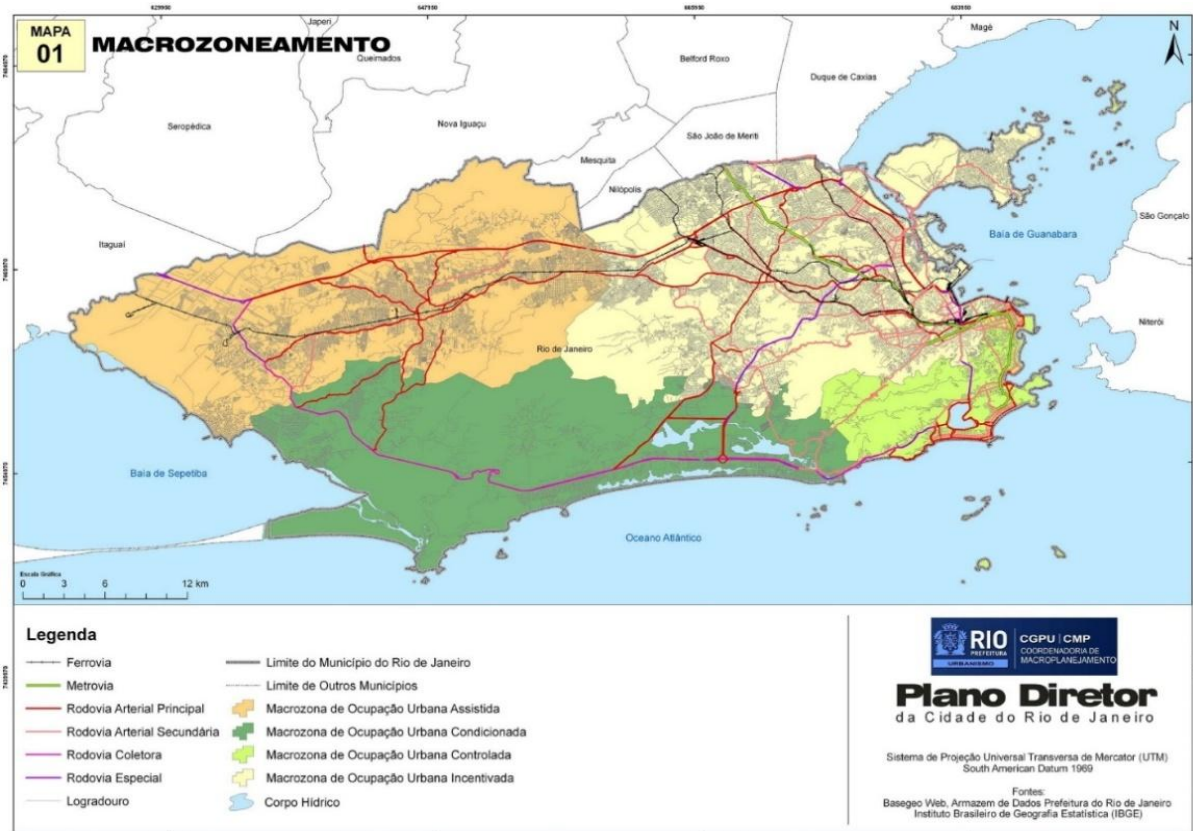 MAPA
01
MACROZONEAMENTO
N
Japeri
Magé
Queimados
Belford Roxo
Duque de Caxias
Seropédica
Nova Iguaçu
São João de Meriti
Mesquita
Nilópolis
São Gonçalo
Itaguaí
Baía de Guanabara
Niterói
Rio de Janeiro
Baía de Sepetiba
Oceano Atlântico
Escala Gráfica
0 3 6 12 km
Legenda
Ferrovia
Metrovia
Rodovia Arterial Principal
Rodovia Arterial Secundária
Rodovia Coletora
Rodovia Especial
Logradouro
Limite do Município do Rio de Janeiro
Limite de Outros Municípios
Macrozona de Ocupação Urbana Assistida
Macrozona de Ocupação Urbana Condicionada
Macrozona de Ocupação Urbana Controlada
Macrozona de Ocupação Urbana Incentivada
Corpo Hídrico
RIO
PREFEITURA
URBANISMO
CGPU | CMP
COORDENADORIA DE
MACROPLANEJAMENTO
Plano Diretor
da Cidade do Rio de Janeiro
Sistema de Projeção Universal Transversa de Mercator (UTM)
South American Datum 1969
Fontes:
Basegeo Web, Armazem de Dados Prefeitura do Rio de Janeiro
Instituto Brasileiro de Geografia Estatística (IBGE)